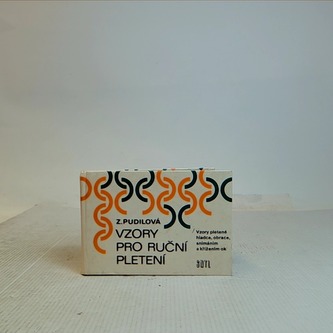 Z.PUDILOVÁ
VZORY
PRO RUČNÍ
PLETENÍ
Vzory pletené
hladce, obrace,
snímáním
a křížením ok
SNTL